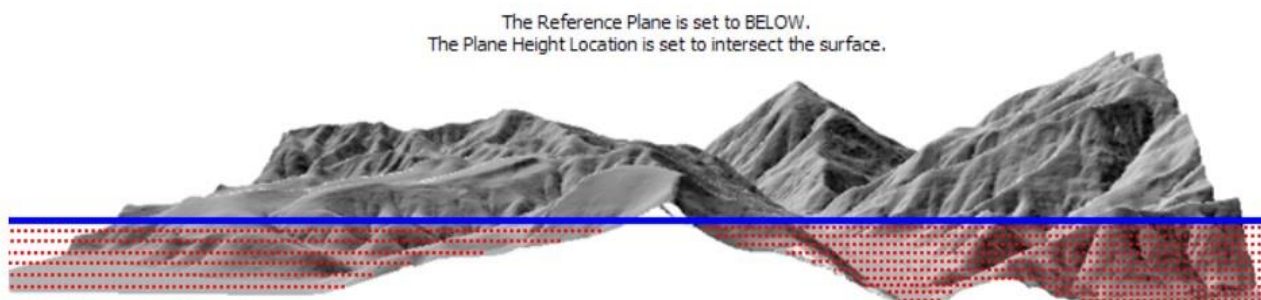 The Reference Plane is set to BELOW.
The Plane Height Location is set to intersect the surface.